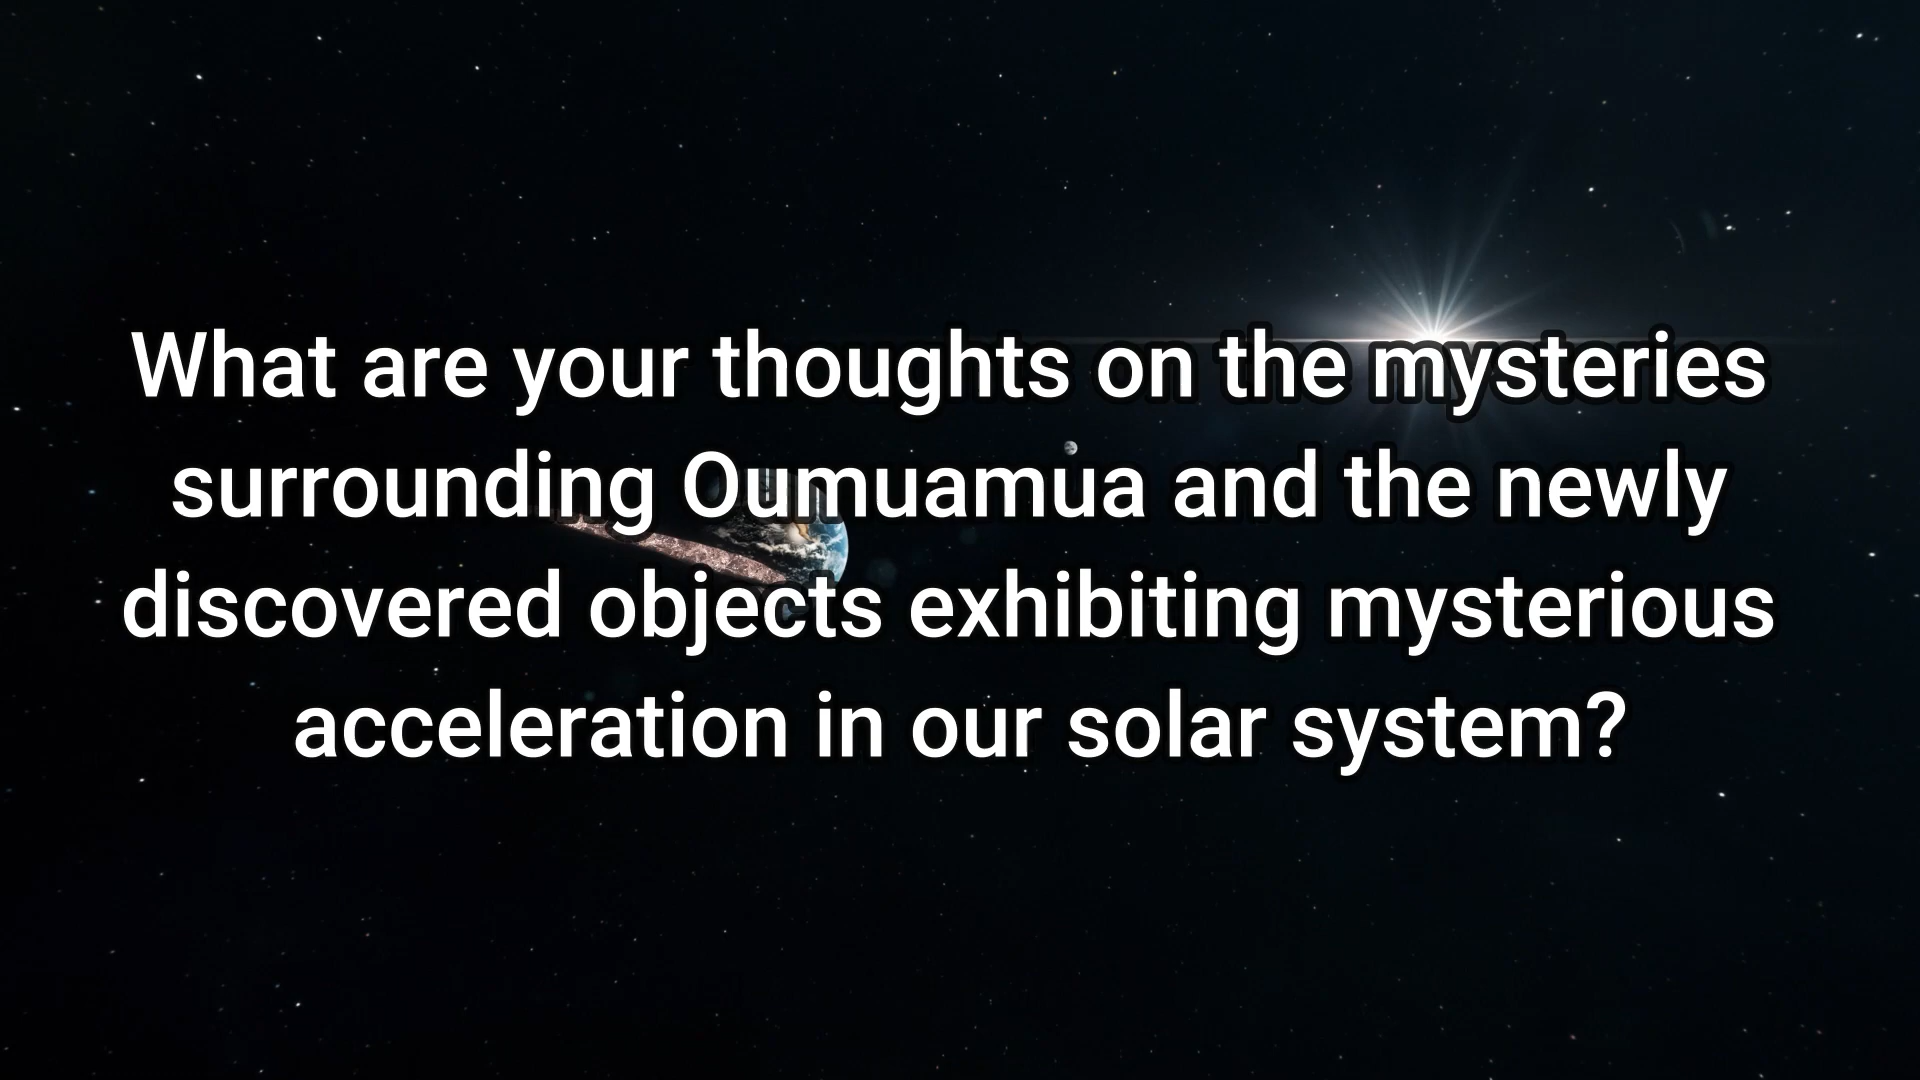 What are your thoughts on the mysteries
surrounding Oumuamua and the newly
discovered objects exhibiting mysterious
acceleration in our solar system?